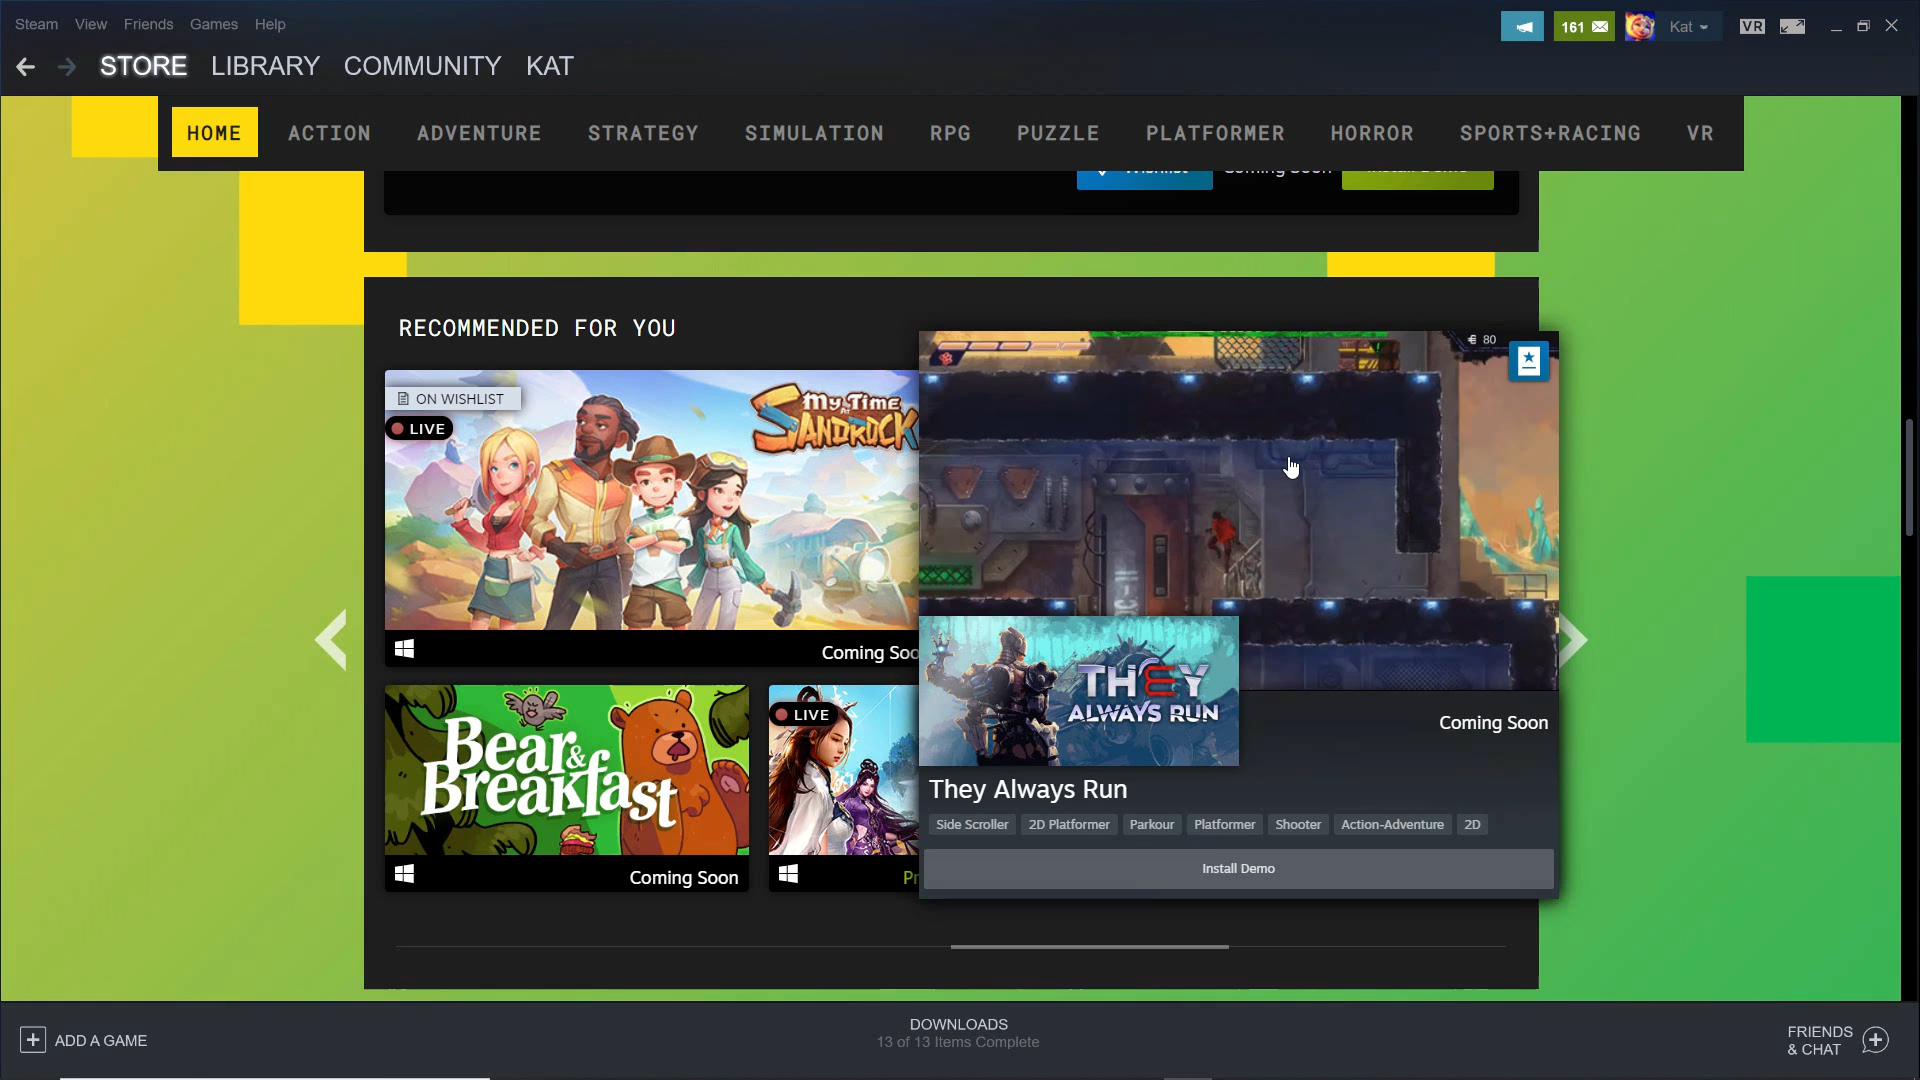 Steam View Friends Games Help
161
Kat
VR
STORE LIBRARY COMMUNITY KAT
HOME ACTION ADVENTURE STRATEGY SIMULATION RPG PUZZLE PLATFORMER HORROR SPORTS+RACING VR
RECOMMENDED FOR YOU
80
ON WISHLIST
LIVE
My Time
AT
SANDROCK
Coming Soo
LIVE
Bear &
Breakfast
Coming Soon
Pr
THEY
ALWAYS RUN
Coming Soon
They Always Run
Side Scroller 2D Platformer Parkour Platformer Shooter Action-Adventure 2D
Install Demo
ADD A GAME
DOWNLOADS
13 of 13 Items Complete
FRIENDS
& CHAT